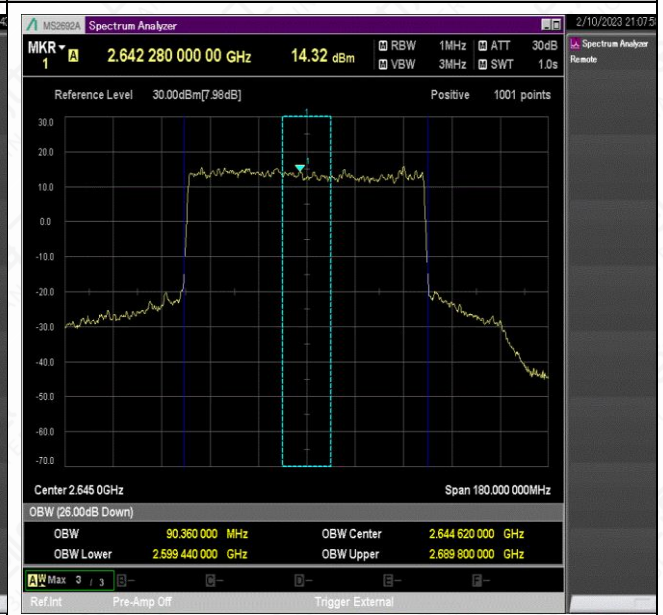 MS2692A Spectrum Analyzer
2/10/2023 21:07:5
MKR 1 A 2.642 280 000 00 GHz 14.32 dBm
M RBW 1MHz M ATT 30dB
M VBW 3MHz M SWT 1.0s
Spectrum Analyzer
Remote
Reference Level 30.00dBm[7.98dB] Positive 1001 points
30.0
20.0
10.0
0.0
-10.0
-20.0
-30.0
-40.0
-50.0
-60.0
-70.0
1
1
Center 2.645 0GHz Span 180.000 000MHz
OBW (26.00dB Down)
OBW 90.360 000 MHz OBW Center 2.644 620 000 GHz
OBW Lower 2.599 440 000 GHz OBW Upper 2.689 800 000 GHz
A W Max 3 / 3 B- C- D- E- F-
Ref.Int Pre-Amp Off Trigger External